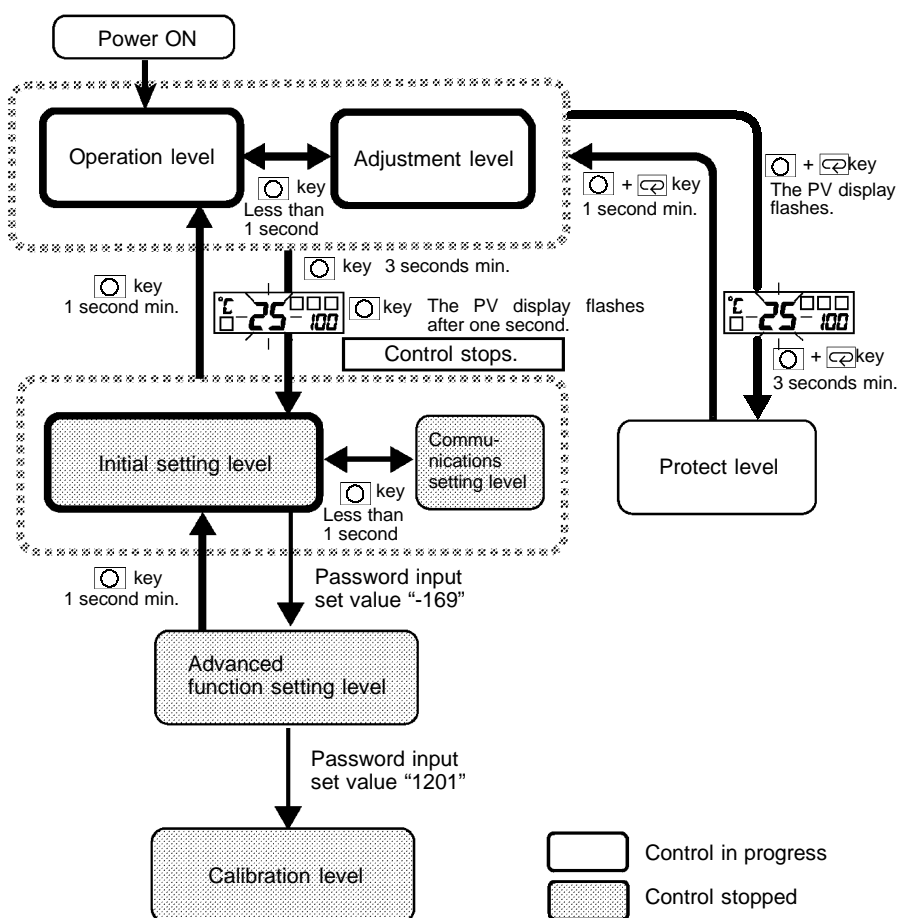 Power ON
Operation level
Adjustment level
key
Less than
1 second
+ key
1 second min.
+ key
The PV display
flashes.
key
1 second min.
key 3 seconds min.
°C 25 100
key The PV display flashes
after one second.
Control stops.
°C 25 100
+ key
3 seconds min.
Initial setting level
Commu-
nications
setting level
key
Less than
1 second
Protect level
key
1 second min.
Password input
set value “-169”
Advanced
function setting level
Password input
set value “1201”
Calibration level
Control in progress
Control stopped